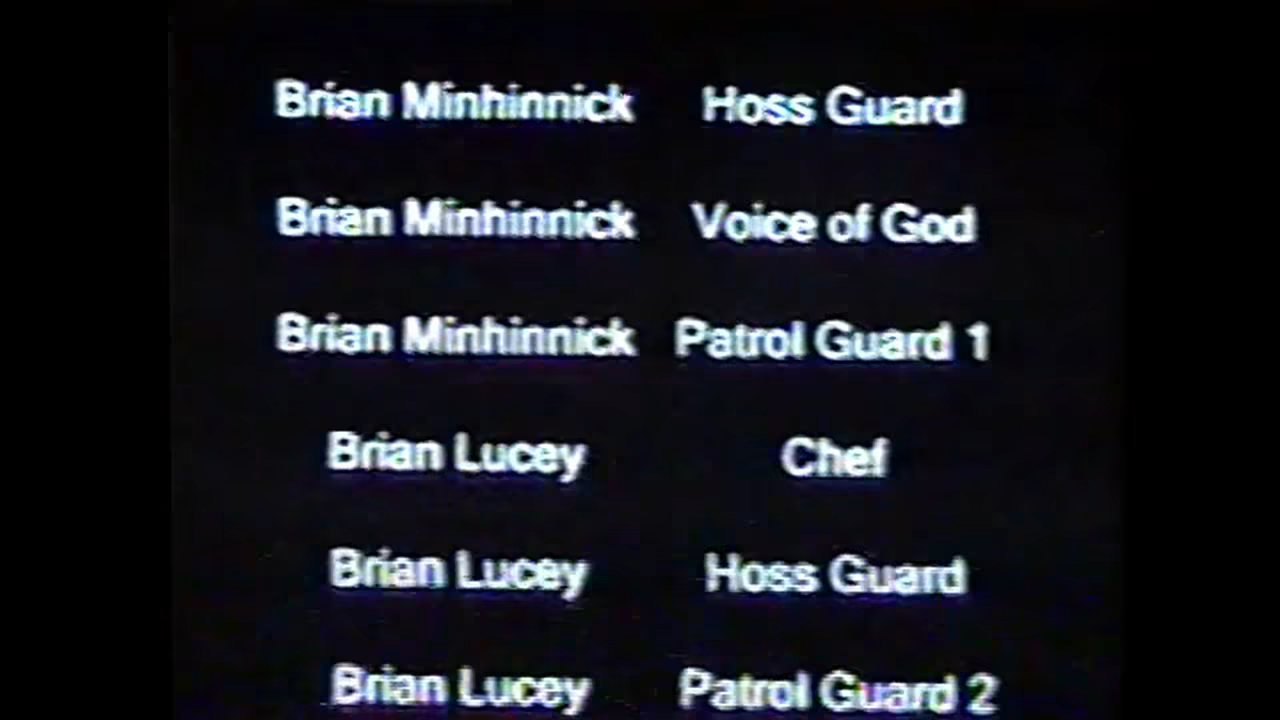 Brian Minhinnick Hoss Guard
Brian Minhinnick Voice of God
Brian Minhinnick Patrol Guard 1
Brian Lucey Chef
Brian Lucey Hoss Guard
Brian Lucey Patrol Guard 2